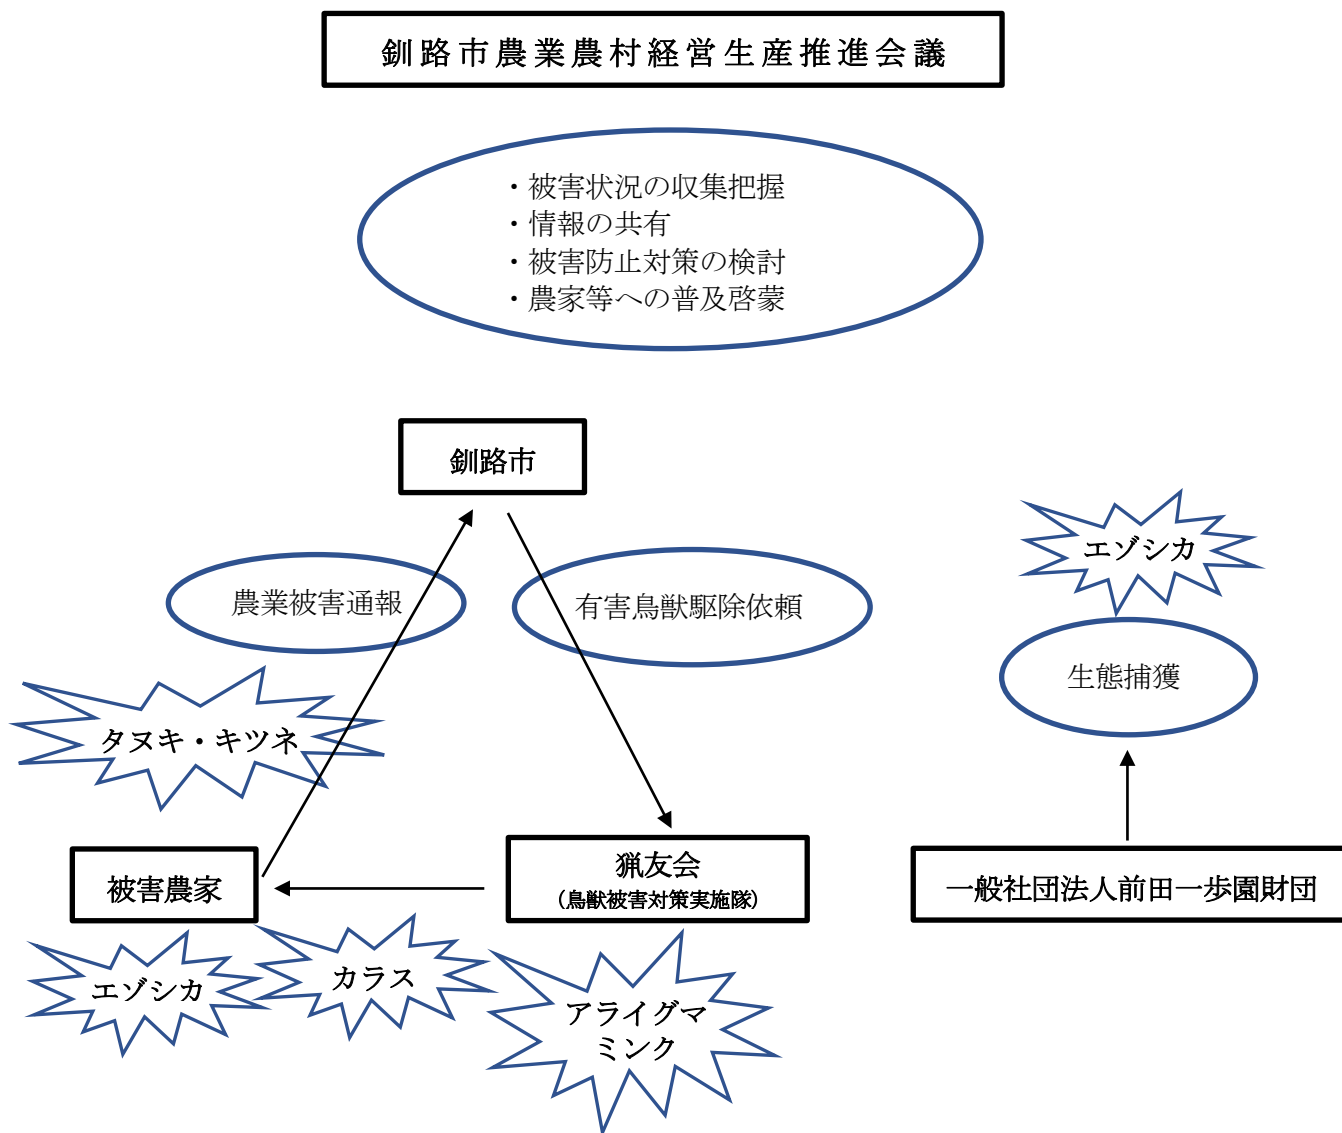 釧路市農業農村経営生産推進会議
・被害状況の収集把握
・情報の共有
・被害防止対策の検討
・農家等への普及啓蒙
釧路市
エゾシカ
農業被害通報
有害鳥獣駆除依頼
生態捕獲
タヌキ・キツネ
被害農家
猟友会
(鳥獣被害対策実施隊)
一般社団法人前田一歩園財団
エゾシカ
カラス
アライグマ
ミンク